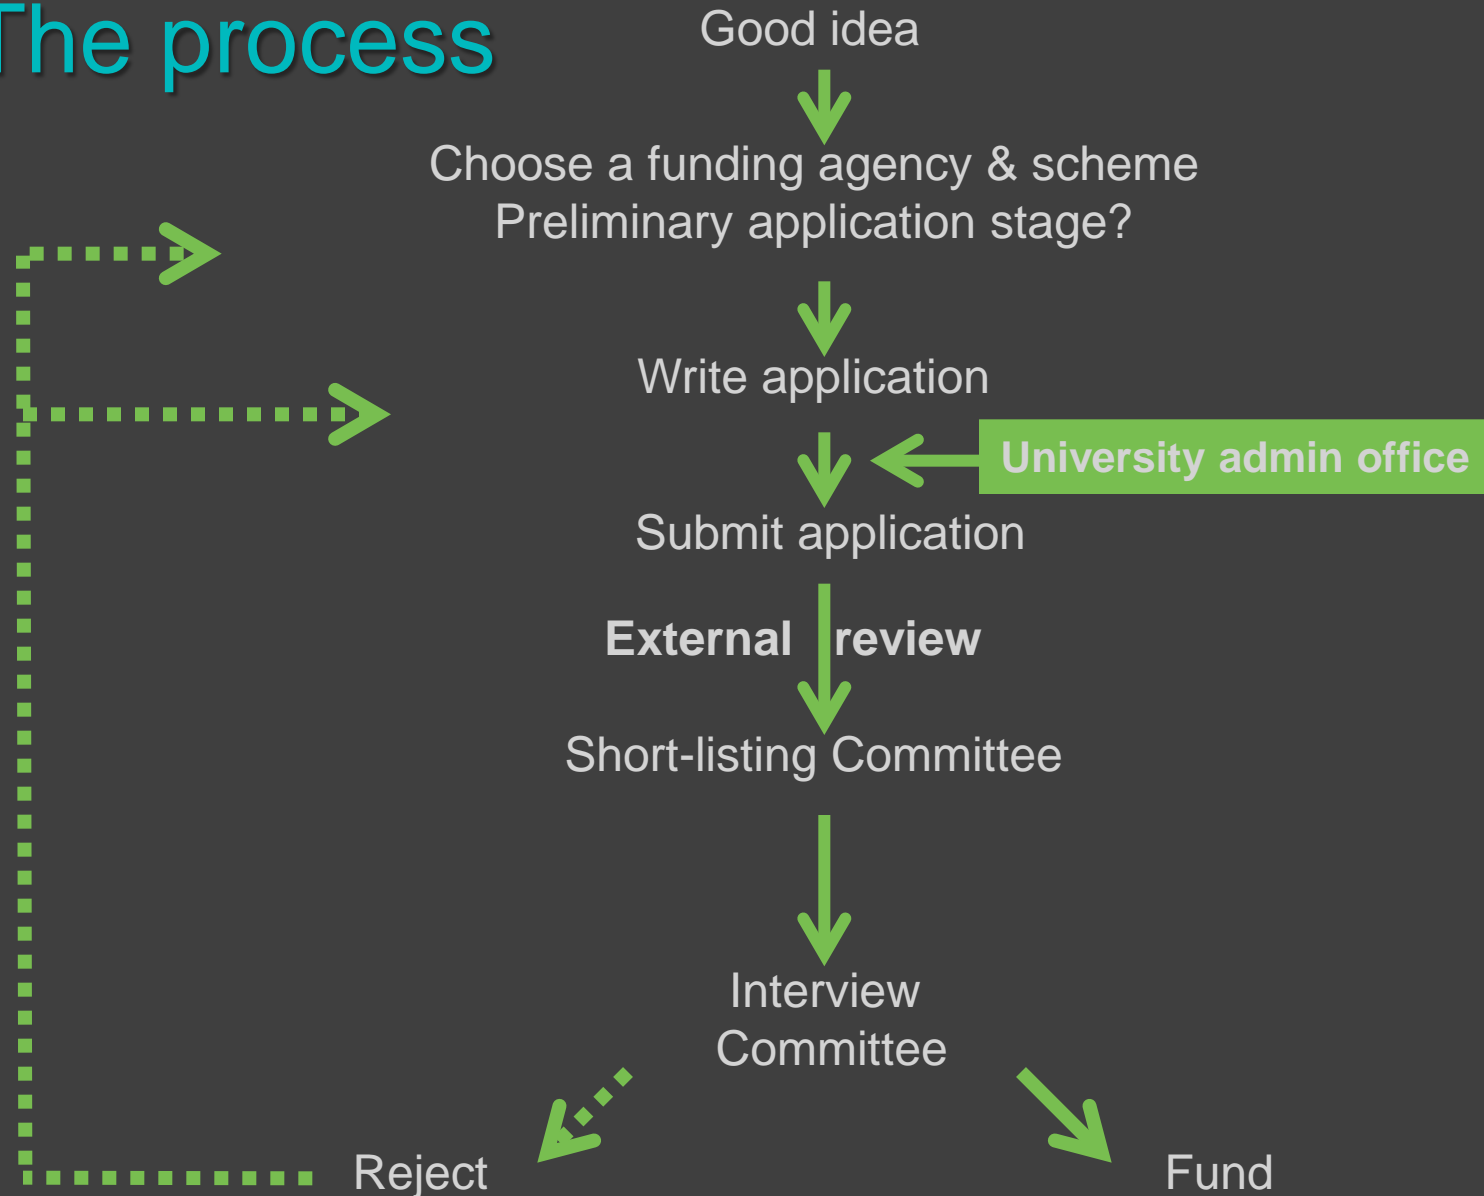 The process
Good idea
Choose a funding agency & scheme
Preliminary application stage?
Write application
University admin office
Submit application
External review
Short-listing Committee
Interview
Committee
Reject
Fund